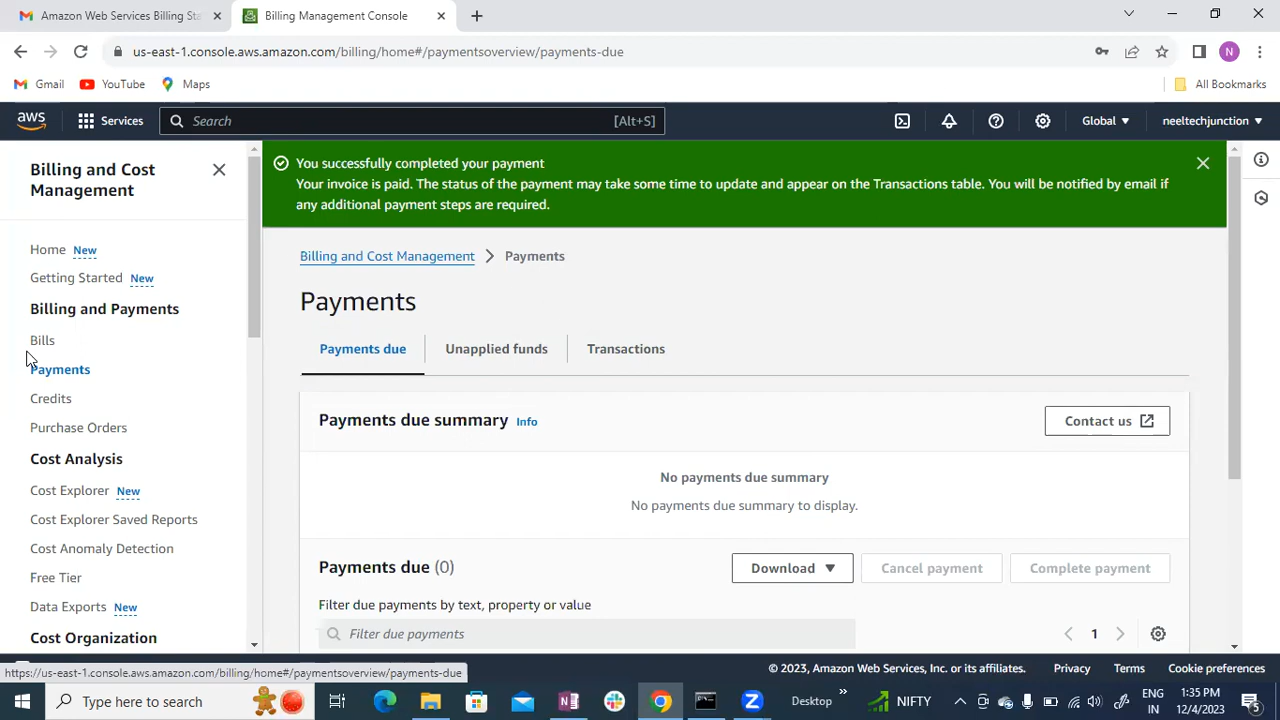 Amazon Web Services Billing Sta
Billing Management Console
us-east-1.console.aws.amazon.com/billing/home#/paymentsoverview/payments-due
N
Gmail
YouTube
Maps
All Bookmarks
aws
Services
Search
[Alt+S]
Global
neeltechjunction
Billing and Cost
Management
Home New
Getting Started New
Billing and Payments
Bills
Payments
Credits
Purchase Orders
Cost Analysis
Cost Explorer New
Cost Explorer Saved Reports
Cost Anomaly Detection
Free Tier
Data Exports New
Cost Organization
You successfully completed your payment
Your invoice is paid. The status of the payment may take some time to update and appear on the Transactions table. You will be notified by email if
any additional payment steps are required.
Billing and Cost Management
Payments
Payments
Payments due
Unapplied funds
Transactions
Payments due summary Info
Contact us
No payments due summary
No payments due summary to display.
Payments due (0)
Download
Cancel payment
Complete payment
Filter due payments by text, property or value
Filter due payments
1
https://us-east-1.console.aws.amazon.com/billing/home#/paymentsoverview/payments-due
© 2023, Amazon Web Services, Inc. or its affiliates.
Privacy
Terms
Cookie preferences
Type here to search
Desktop
NIFTY
ENG
IN
1:35 PM
12/4/2023
5